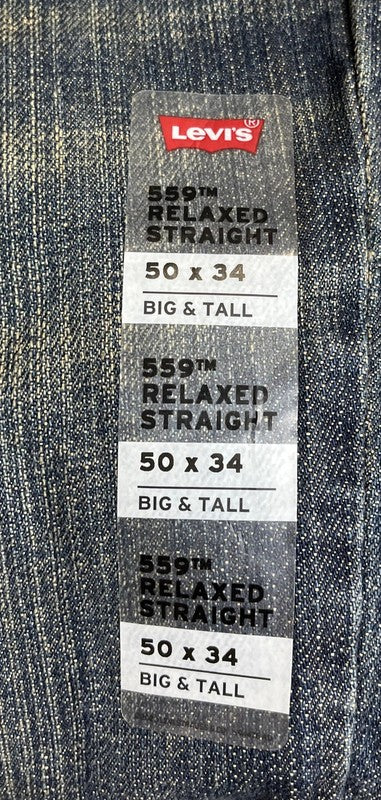 Levi's®
559™
RELAXED
STRAIGHT
50 x 34
BIG & TALL
559™
RELAXED
STRAIGHT
50 x 34
BIG & TALL
559™
RELAXED
STRAIGHT
50 x 34
BIG & TALL